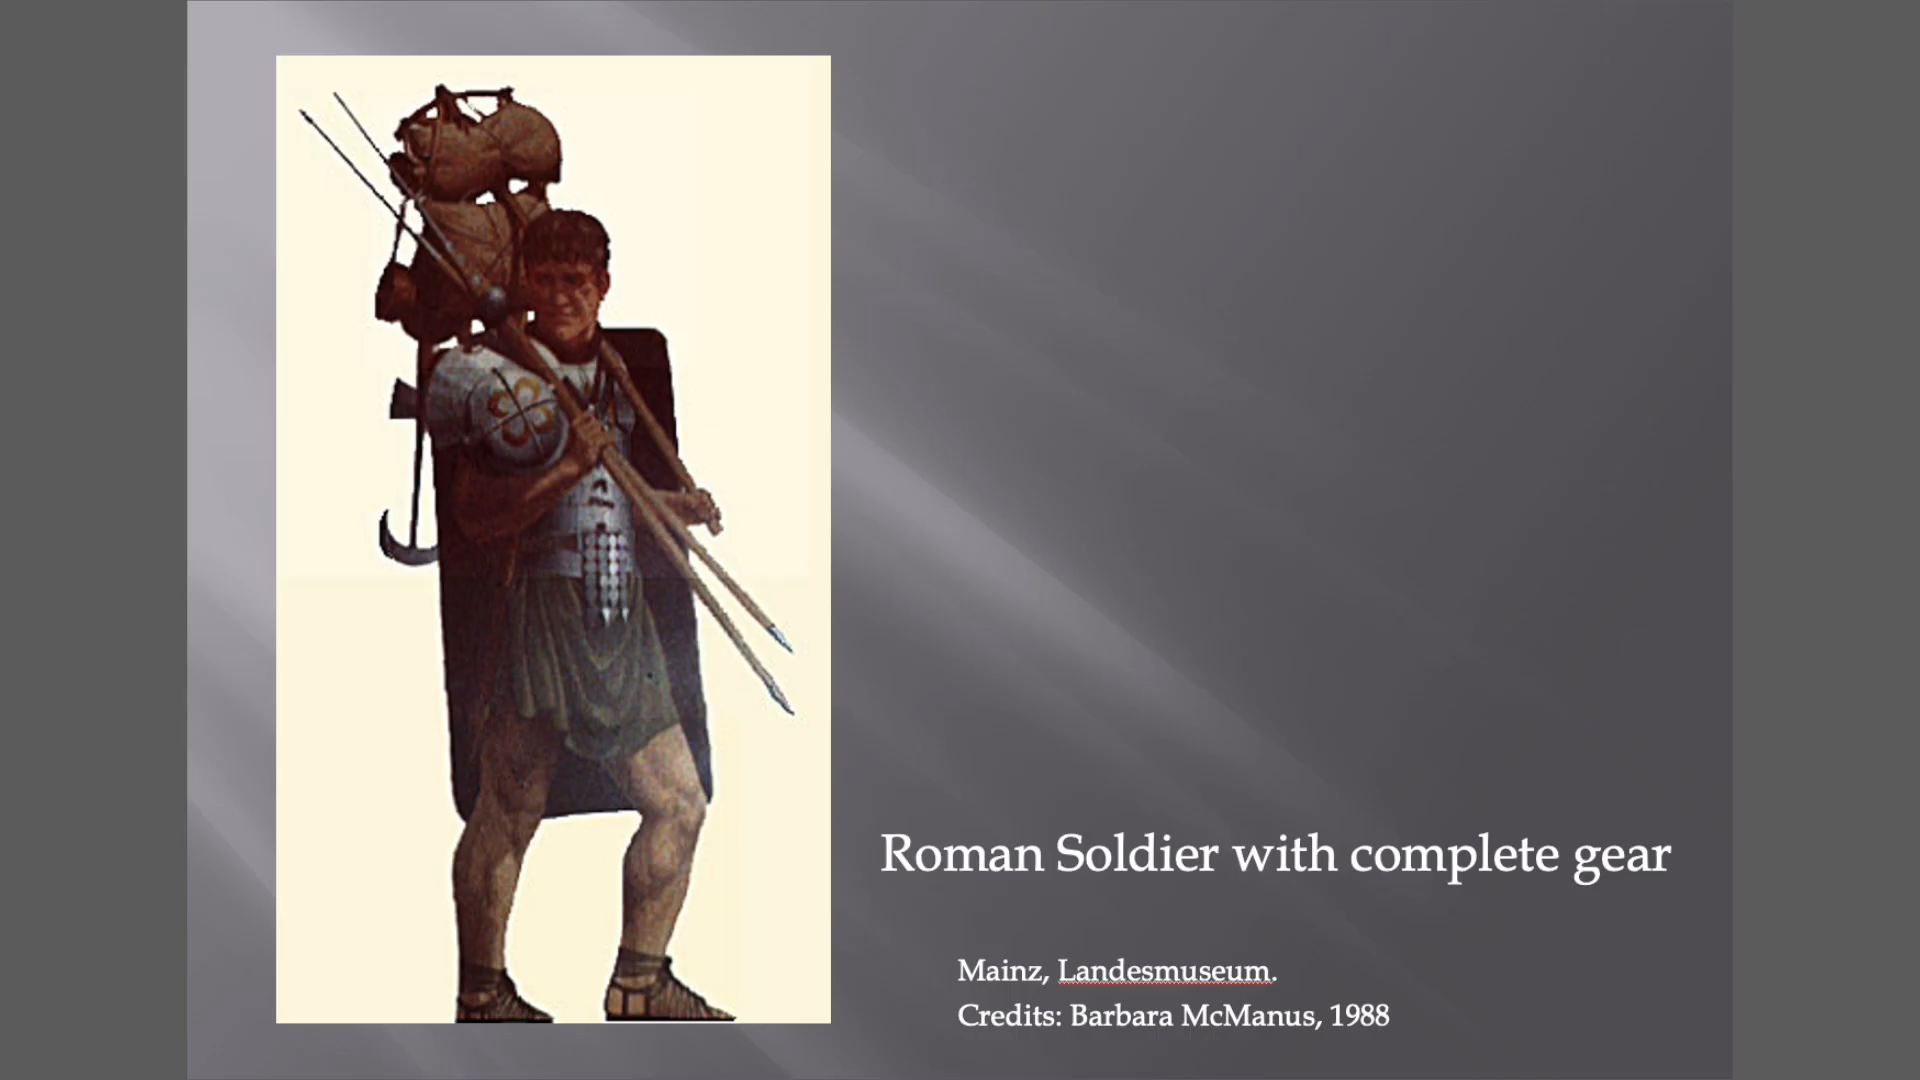 Roman Soldier with complete gear
Mainz, Landesmuseum.
Credits: Barbara McManus, 1988